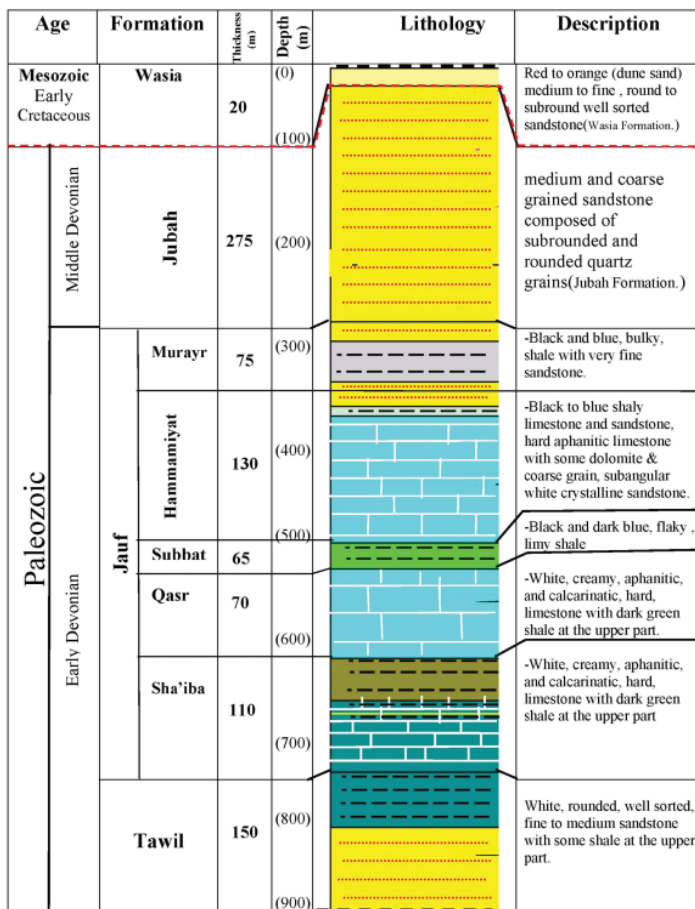 Age Formation Thickness (m) Depth (m) Lithology Description
Mesozoic
Early
Cretaceous
Wasia
20
(0)
(100)
Red to orange (dune sand)
medium to fine , round to
subround well sorted
sandstone(Wasia Formation.)
Paleozoic
Middle Devonian
Jubah
275
(200)
medium and coarse
grained sandstone
composed of
subrounded and
rounded quartz
grains(Jubah Formation.)
Early Devonian
Jauf
Murayr
75
(300)
-Black and blue, bulky,
shale with very fine
sandstone.
Hammamiyat
130
(400)
(500)
-Black to blue shaly
limestone and sandstone,
hard aphanitic limestone
with some dolomite &
coarse grain, subangular
white crystalline sandstone.
Subbat
65
-Black and dark blue, flaky ,
limy shale
Qasr
70
(600)
-White, creamy, aphanitic,
and calcarinatic, hard,
limestone with dark green
shale at the upper part.
Sha'iba
110
(700)
-White, creamy, aphanitic,
and calcarinatic, hard,
limestone with dark green
shale at the upper part
Tawil
150
(800)
(900)
White, rounded, well sorted,
fine to medium sandstone
with some shale at the upper
part.